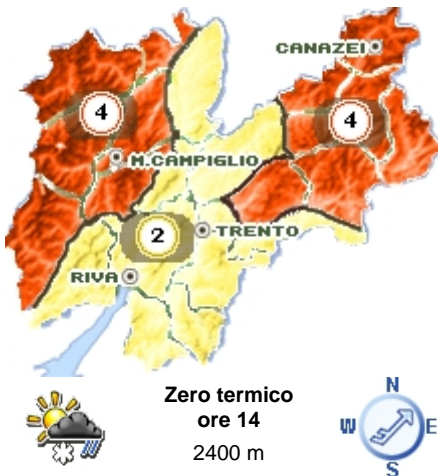 CANAZEI
4
4
M.CAMPIGLIO
2
TRENTO
RIVA
Zero termico
ore 14
2400 m
N
W E
S